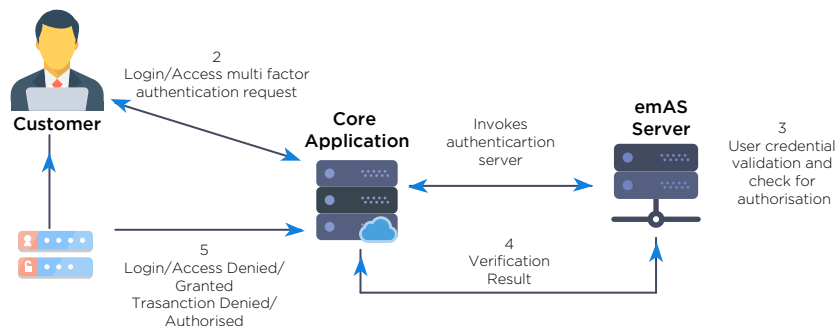 2
Login/Access multi factor
authentication request
Customer
Core
Application
Invokes
authenticartion
server
emAS
Server
3
User credential
validation and
check for
authorisation
5
Login/Access Denied/
Granted
Trasanction Denied/
Authorised
4
Verification
Result